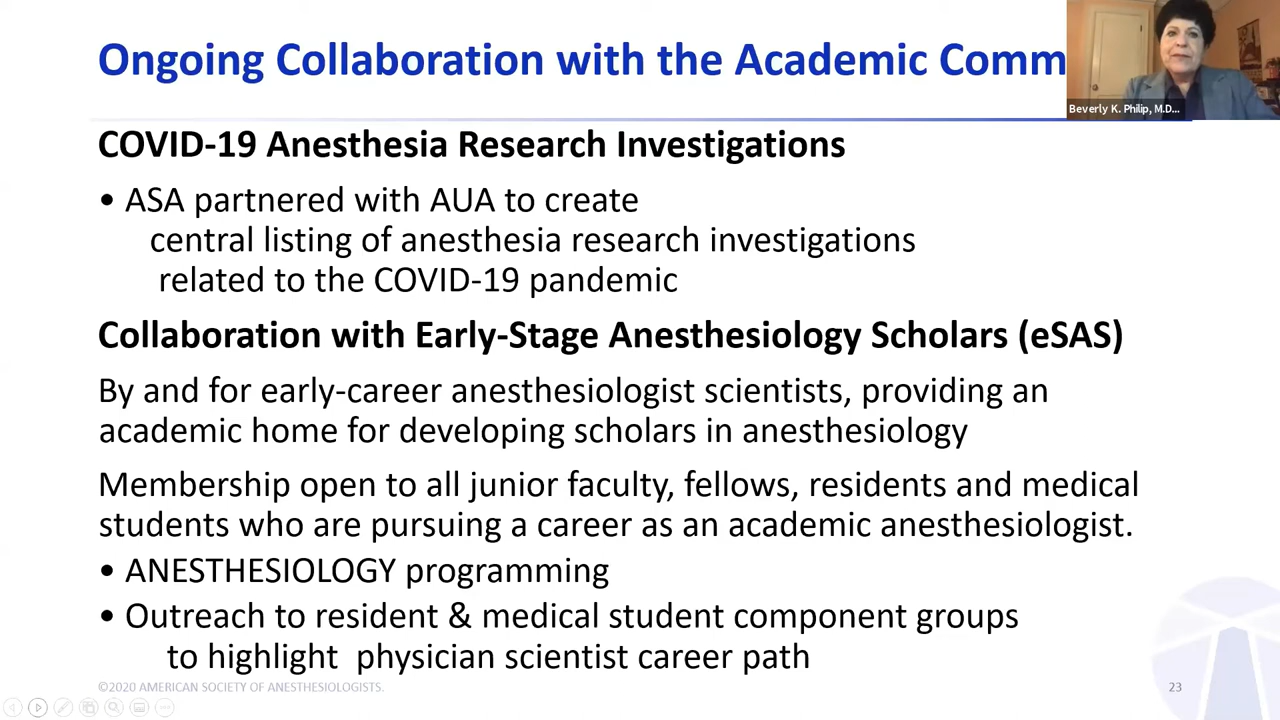 Ongoing Collaboration with the Academic Comm
Beverly K. Philip, M.D...
COVID-19 Anesthesia Research Investigations
• ASA partnered with AUA to create
central listing of anesthesia research investigations
related to the COVID-19 pandemic
Collaboration with Early-Stage Anesthesiology Scholars (eSAS)
By and for early-career anesthesiologist scientists, providing an
academic home for developing scholars in anesthesiology
Membership open to all junior faculty, fellows, residents and medical
students who are pursuing a career as an academic anesthesiologist.
• ANESTHESIOLOGY programming
• Outreach to resident & medical student component groups
to highlight physician scientist career path
©2020 AMERICAN SOCIETY OF ANESTHESIOLOGISTS.
23